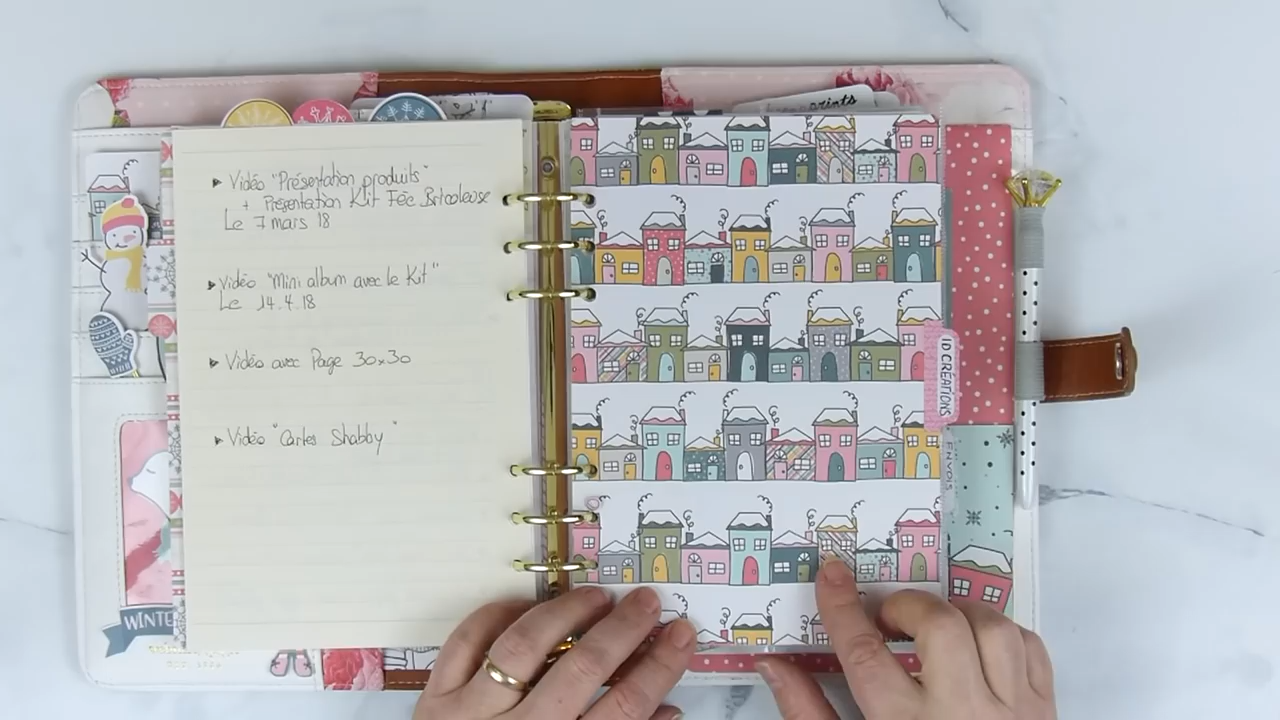 ▸ Vidéo "Présentation produits"
+ Présentation Kit Fée Bricoleuse
Le 7 mars 18
▸ Vidéo "Mini album avec le Kit"
Le 14.4.18
▸ Vidéo avec Page 30x30
▸ Vidéo "Cartes Shabby"
ID CRÉATIONS
ENVOIS
WINTE